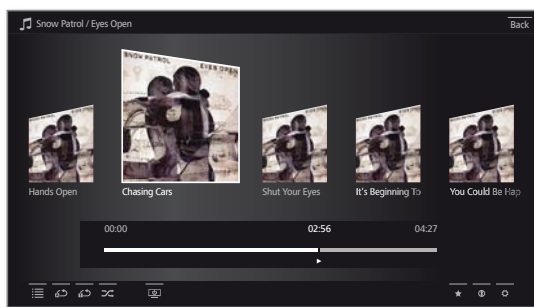 Snow Patrol / Eyes Open
Back
SNOW PATROL EYES OPEN
Hands Open
Chasing Cars
Shut Your Eyes
It's Beginning To
You Could Be Hap
00:00
02:56
04:27